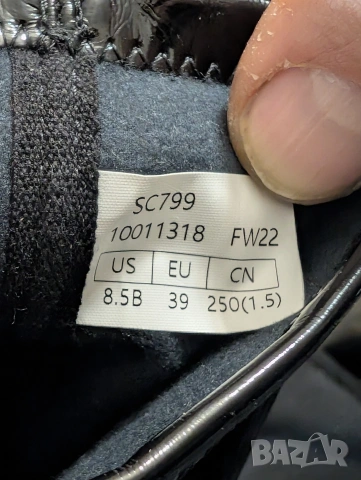 SC799
10011318 FW22
US EU CN
8.5B 39 250(1.5)
BAZAR